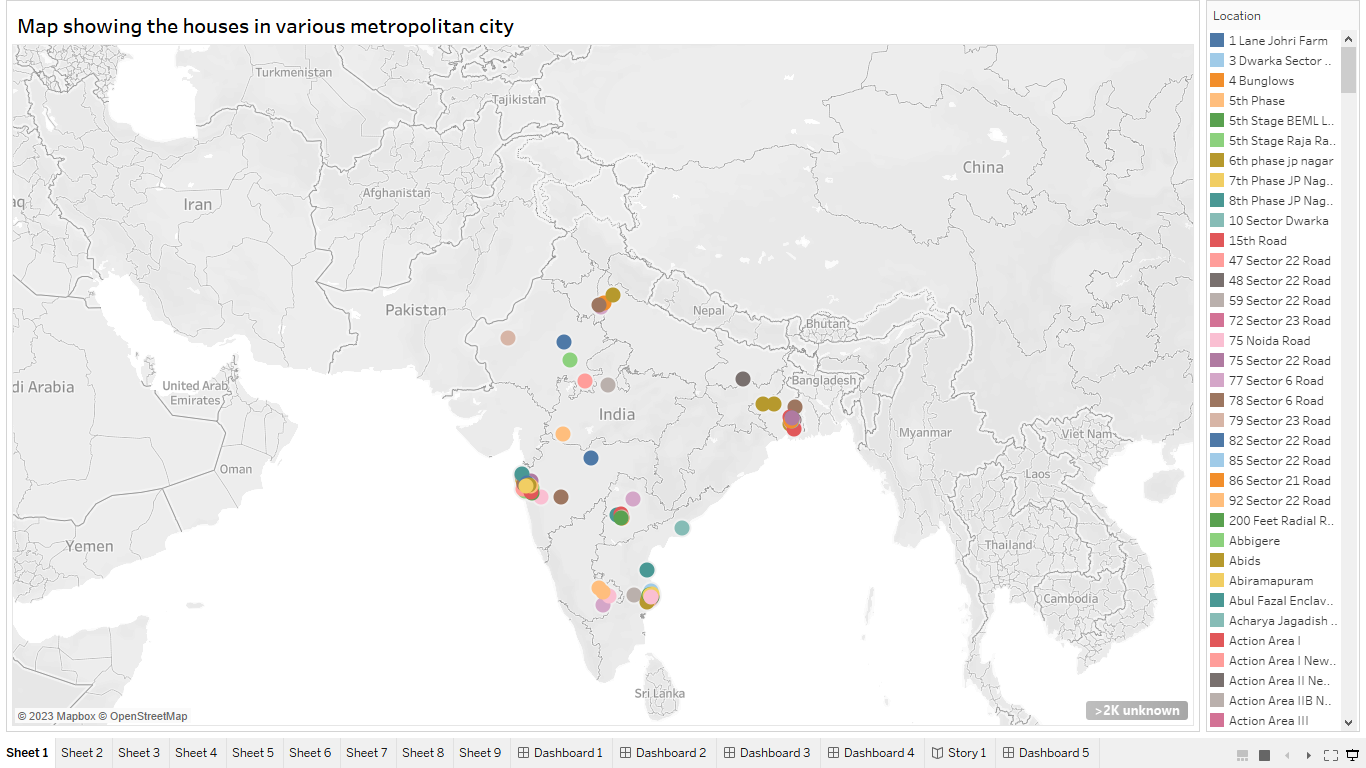 Map showing the houses in various metropolitan city
Turkmenistan
Tajikistan
China
Afghanistan
Iran
aq
Pakistan
Nepal
Bhutan
di Arabia
United Arab
Emirates
Bangladesh
India
Myanmar
Viet Nam
Oman
Laos
Yemen
Thailand
Cambodia
Sri Lanka
© 2023 Mapbox © OpenStreetMap
>2K unknown
Location
1 Lane Johri Farm
3 Dwarka Sector ..
4 Bunglows
5th Phase
5th Stage BEML L..
5th Stage Raja Ra..
6th phase jp nagar
7th Phase JP Nag..
8th Phase JP Nag..
10 Sector Dwarka
15th Road
47 Sector 22 Road
48 Sector 22 Road
59 Sector 22 Road
72 Sector 23 Road
75 Noida Road
75 Sector 22 Road
77 Sector 6 Road
78 Sector 6 Road
79 Sector 23 Road
82 Sector 22 Road
85 Sector 22 Road
86 Sector 21 Road
92 Sector 22 Road
200 Feet Radial R..
Abbigere
Abids
Abiramapuram
Abul Fazal Enclav..
Acharya Jagadish ..
Action Area I
Action Area I New..
Action Area II Ne..
Action Area IIB N..
Action Area III
Sheet 1 Sheet 2 Sheet 3 Sheet 4 Sheet 5 Sheet 6 Sheet 7 Sheet 8 Sheet 9 Dashboard 1 Dashboard 2 Dashboard 3 Dashboard 4 Story 1 Dashboard 5